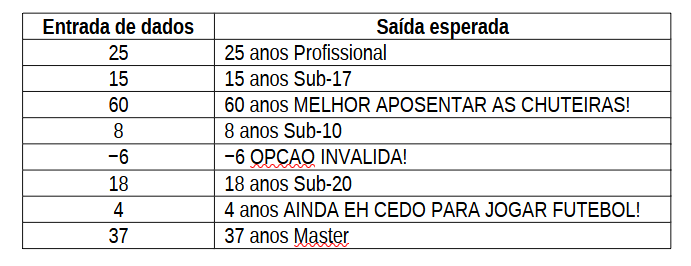 Entrada de dados Saída esperada
25 25 anos Profissional
15 15 anos Sub-17
60 60 anos MELHOR APOSENTAR AS CHUTEIRAS!
8 8 anos Sub-10
−6 −6 OPCAO INVALIDA!
18 18 anos Sub-20
4 4 anos AINDA EH CEDO PARA JOGAR FUTEBOL!
37 37 anos Master